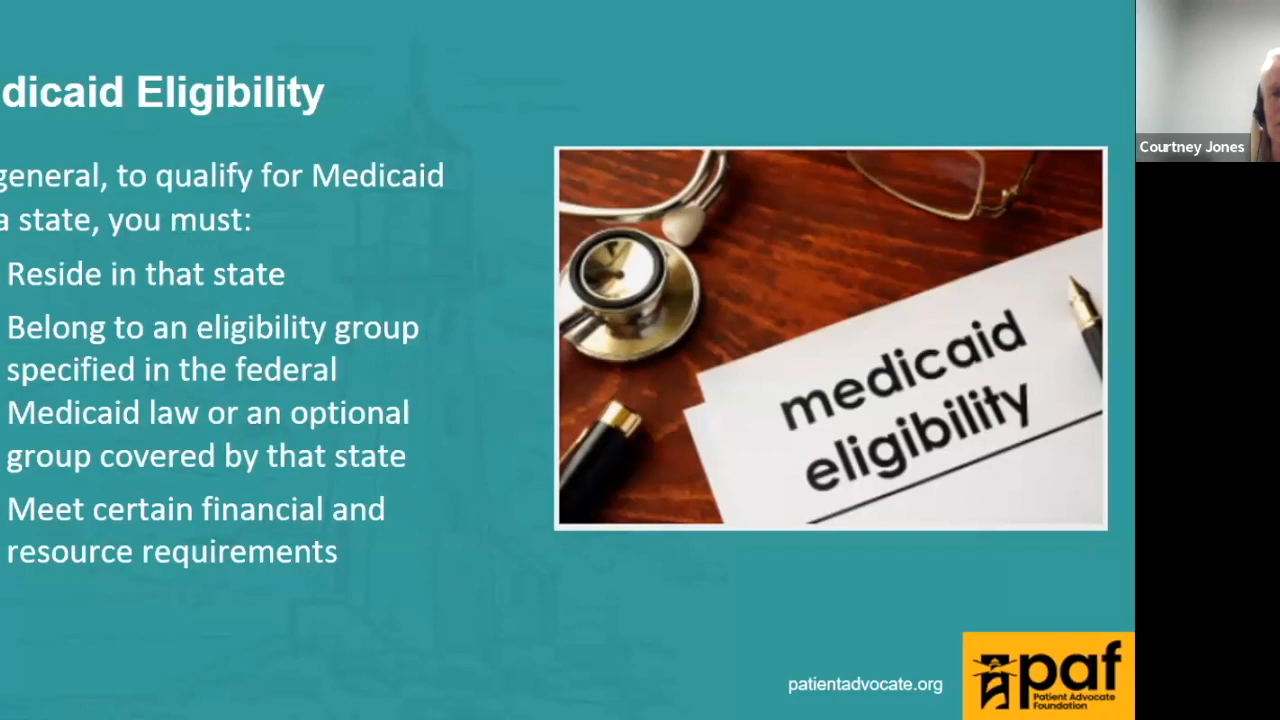 dicaid Eligibility
general, to qualify for Medicaid
a state, you must:
Reside in that state
Belong to an eligibility group
specified in the federal
Medicaid law or an optional
group covered by that state
Meet certain financial and
resource requirements
medicaid
eligibility
Courtney Jones
patientadvocate.org
paf
Patient Advocate
Foundation